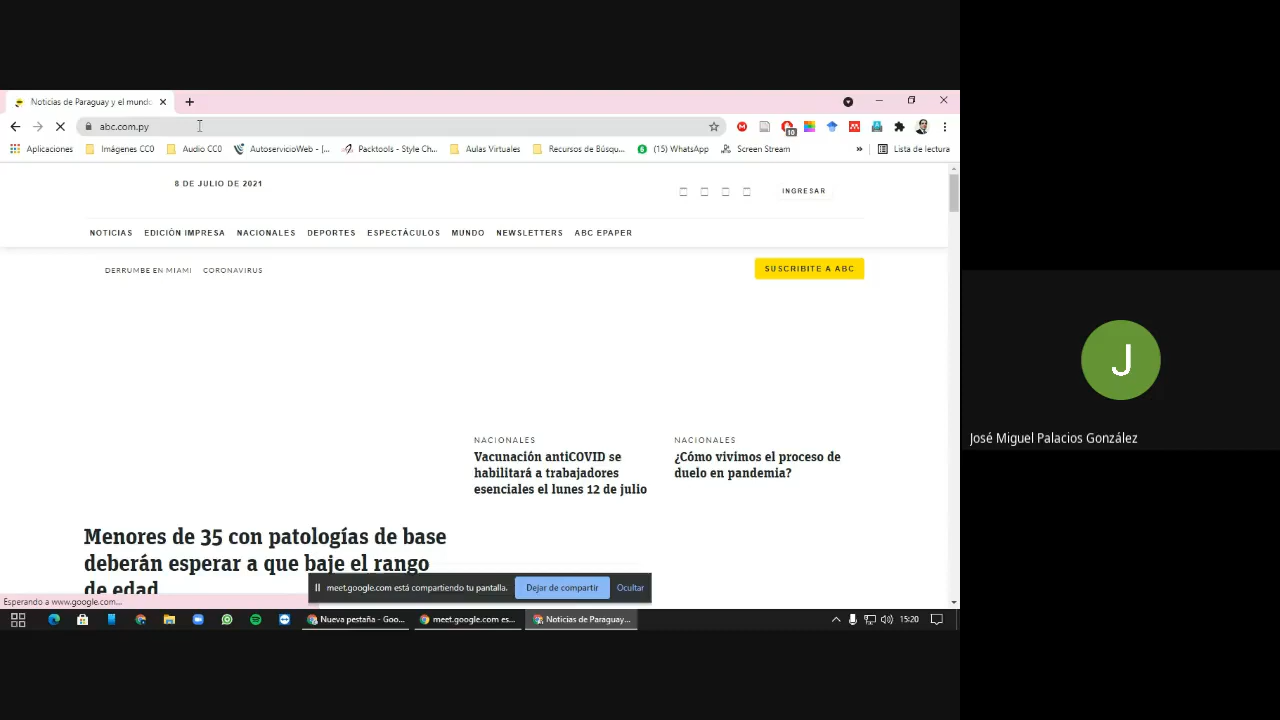 Noticias de Paraguay y el mund
abc.com.py
10
Aplicaciones
Imágenes CC0
Audio CC0
AutoservicioWeb - (...
Packtools - Style Ch...
Aulas Virtuales
Recursos de Búsqu...
6
(15) WhatsApp
Screen Stream
»
Lista de lectura
8 DE JULIO DE 2021
INGRESAR
NOTICIAS
EDICIÓN IMPRESA
NACIONALES
DEPORTES
ESPECTÁCULOS
MUNDO
NEWSLETTERS
ABC EPAPER
DERRUMBE EN MIAMI
CORONAVIRUS
SUSCRIBITE A ABC
NACIONALES
Vacunación antiCOVID se
habilitará a trabajadores
esenciales el lunes 12 de julio
NACIONALES
¿Cómo vivimos el proceso de
duelo en pandemia?
Menores de 35 con patologías de base
deberán esperar a que baje el rango
de edad
meet.google.com está compartiendo tu pantalla.
Dejar de compartir
Ocultar
Esperando a www.google.com...
Nueva pestaña - Goo...
meet.google.com es...
Noticias de Paraguay...
15:20
J
José Miguel Palacios González